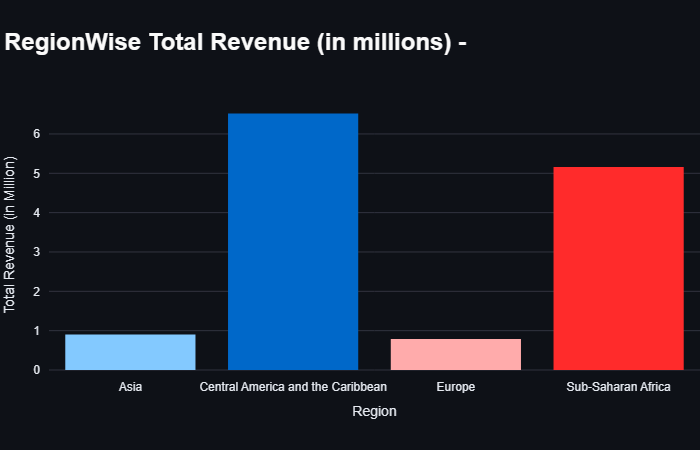 RegionWise Total Revenue (in millions) -
Total Revenue (in Million)
6
5
4
3
2
1
0
Asia
Central America and the Caribbean
Europe
Sub-Saharan Africa
Region